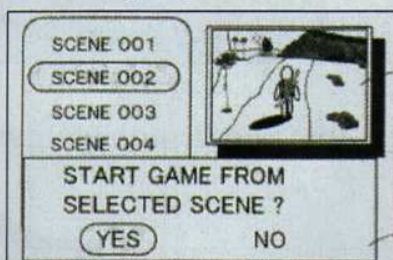 SCENE 001
SCENE 002
SCENE 003
SCENE 004
START GAME FROM
SELECTED SCENE ?
YES NO